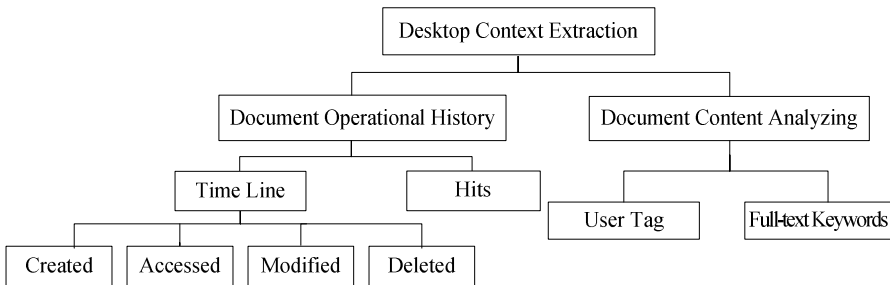 Desktop Context Extraction
Document Operational History
Document Content Analyzing
Time Line
Hits
User Tag
Full-text Keywords
Created
Accessed
Modified
Deleted